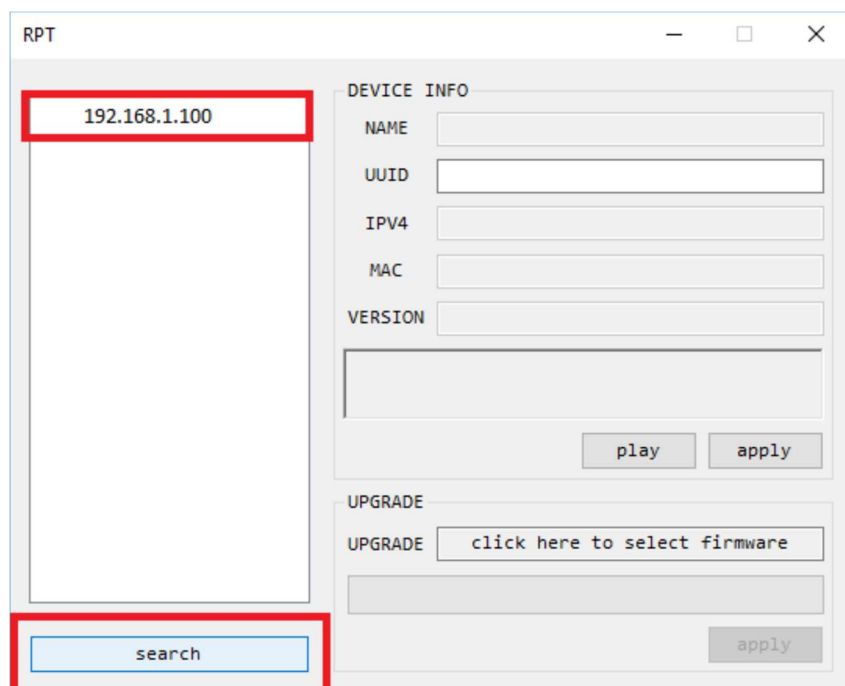 RPT
192.168.1.100
search
DEVICE INFO
NAME
UUID
IPV4
MAC
VERSION
play apply
UPGRADE
UPGRADE click here to select firmware
apply